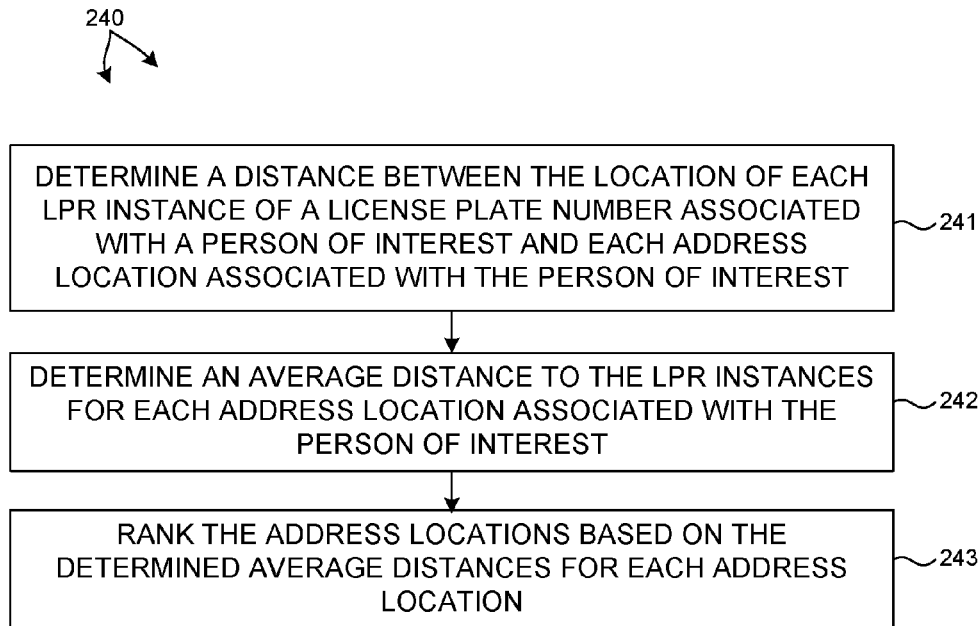 240
DETERMINE A DISTANCE BETWEEN THE LOCATION OF EACH
LPR INSTANCE OF A LICENSE PLATE NUMBER ASSOCIATED
WITH A PERSON OF INTEREST AND EACH ADDRESS
LOCATION ASSOCIATED WITH THE PERSON OF INTEREST
241
DETERMINE AN AVERAGE DISTANCE TO THE LPR INSTANCES
FOR EACH ADDRESS LOCATION ASSOCIATED WITH THE
PERSON OF INTEREST
242
RANK THE ADDRESS LOCATIONS BASED ON THE
DETERMINED AVERAGE DISTANCES FOR EACH ADDRESS
LOCATION
243